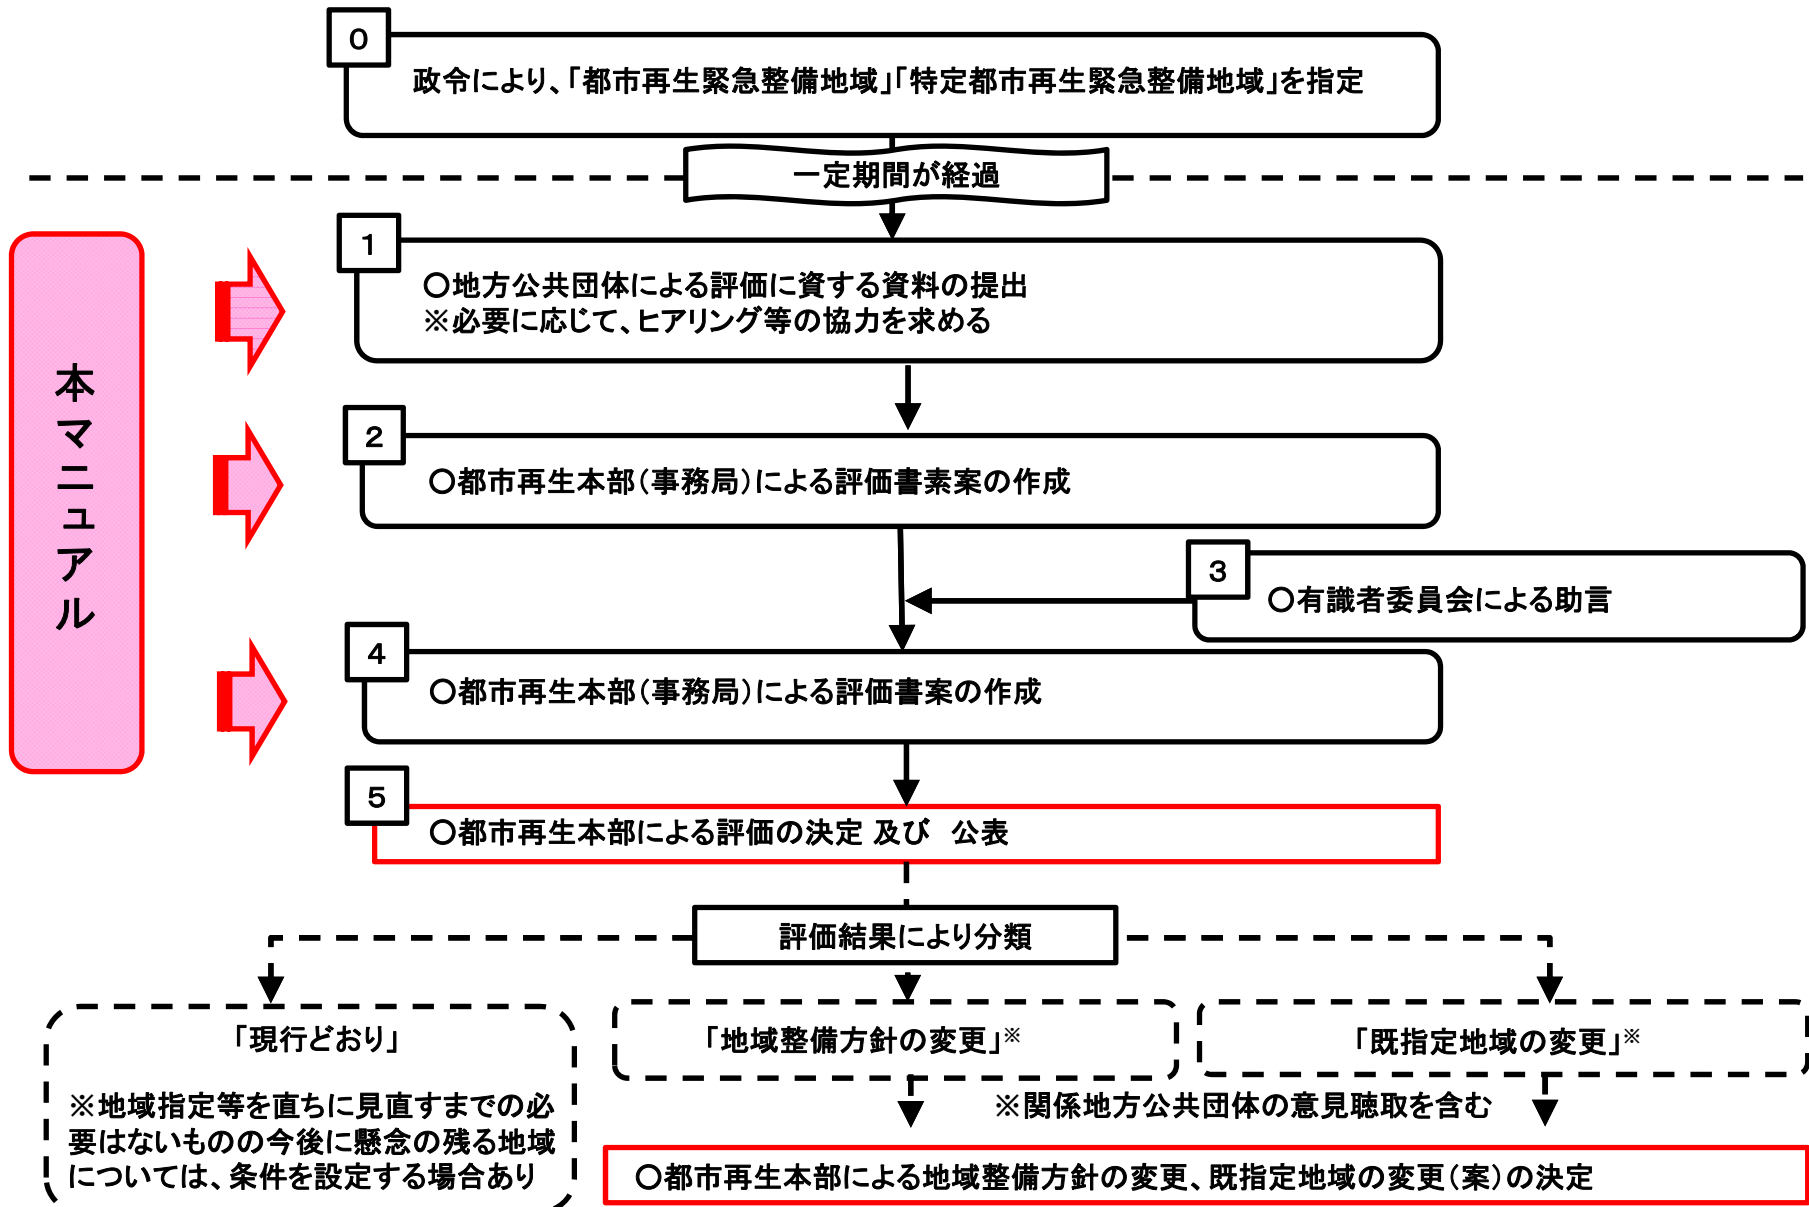 ０
政令により、「都市再生緊急整備地域」「特定都市再生緊急整備地域」を指定
一定期間が経過
本マニュアル
１
○地方公共団体による評価に資する資料の提出
※必要に応じて、ヒアリング等の協力を求める
２
○都市再生本部（事務局）による評価書素案の作成
３
○有識者委員会による助言
４
○都市再生本部（事務局）による評価書案の作成
５
○都市再生本部による評価の決定 及び　公表
評価結果により分類
「現行どおり」
※地域指定等を直ちに見直すまでの必
要はないものの今後に懸念の残る地域
については、条件を設定する場合あり
「地域整備方針の変更」※
「既指定地域の変更」※
※関係地方公共団体の意見聴取を含む
○都市再生本部による地域整備方針の変更、既指定地域の変更（案）の決定